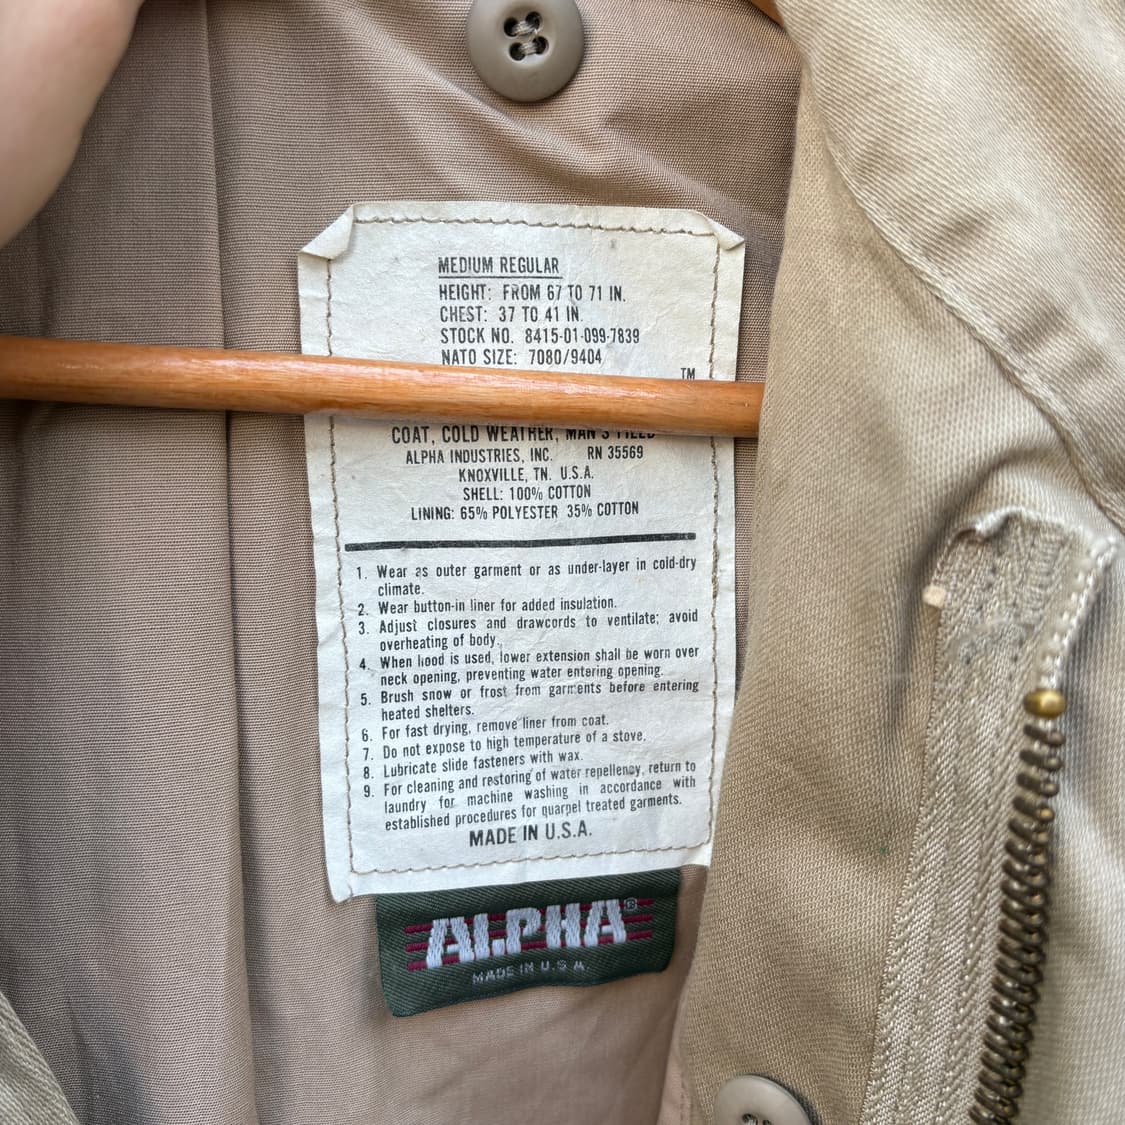 MEDIUM REGULAR
HEIGHT: FROM 67 TO 71 IN.
CHEST: 37 TO 41 IN.
STOCK NO. 8415-01-099-7839
NATO SIZE: 7080/9404
TM
COAT, COLD WEATHER, MAN'S FIELD
ALPHA INDUSTRIES, INC. RN 35569
KNOXVILLE, TN. U.S.A.
SHELL: 100% COTTON
LINING: 65% POLYESTER 35% COTTON
1. Wear as outer garment or as under-layer in cold-dry
climate.
2. Wear button-in liner for added insulation.
3. Adjust closures and drawcords to ventilate; avoid
overheating of body.
4. When hood is used, lower extension shall be worn over
neck opening, preventing water entering opening.
5. Brush snow or frost from garments before entering
heated shelters.
6. For fast drying, remove liner from coat.
7. Do not expose to high temperature of a stove.
8. Lubricate slide fasteners with wax.
9. For cleaning and restoring of water repellency, return to
laundry for machine washing in accordance with
established procedures for quarpel treated garments.
MADE IN U.S.A.
ALPHA®
MADE IN U.S.A.